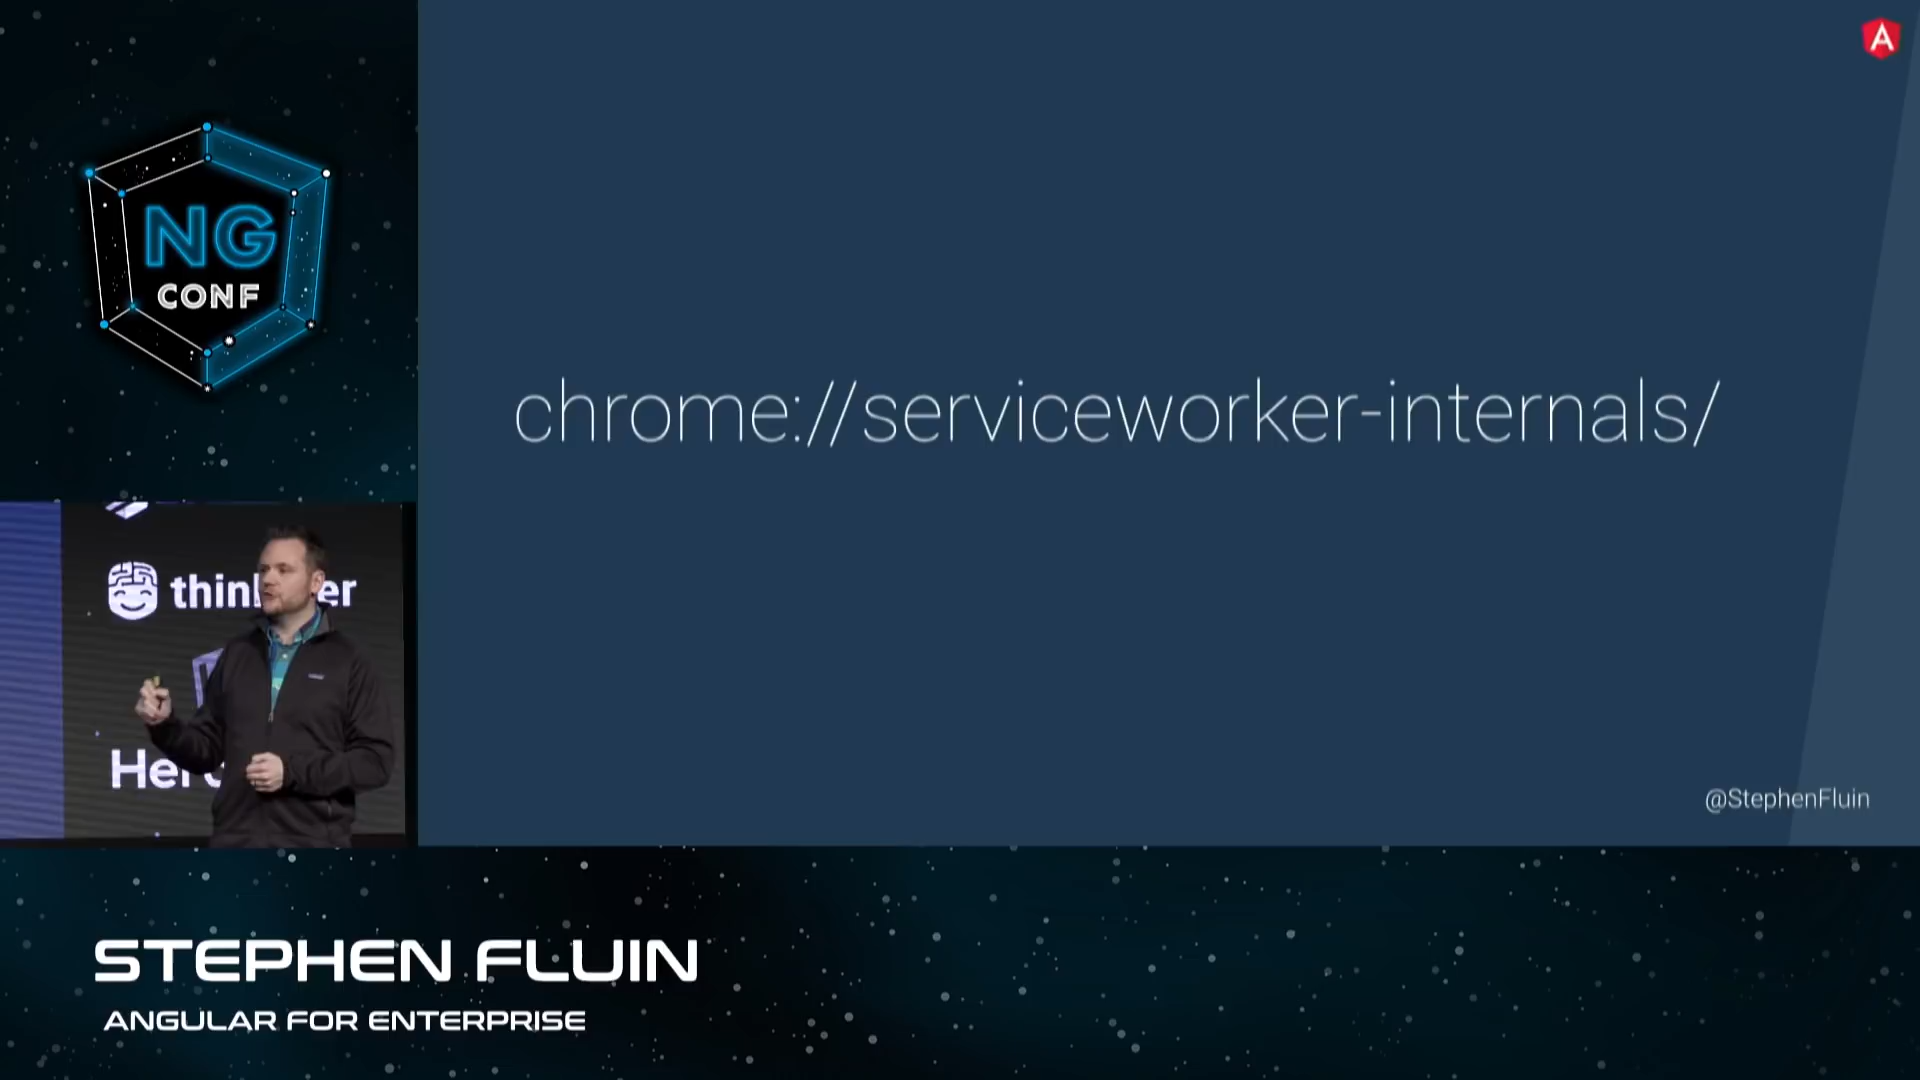 NG
CONF
chrome://serviceworker-internals/
@StephenFluin
STEPHEN FLUIN
ANGULAR FOR ENTERPRISE